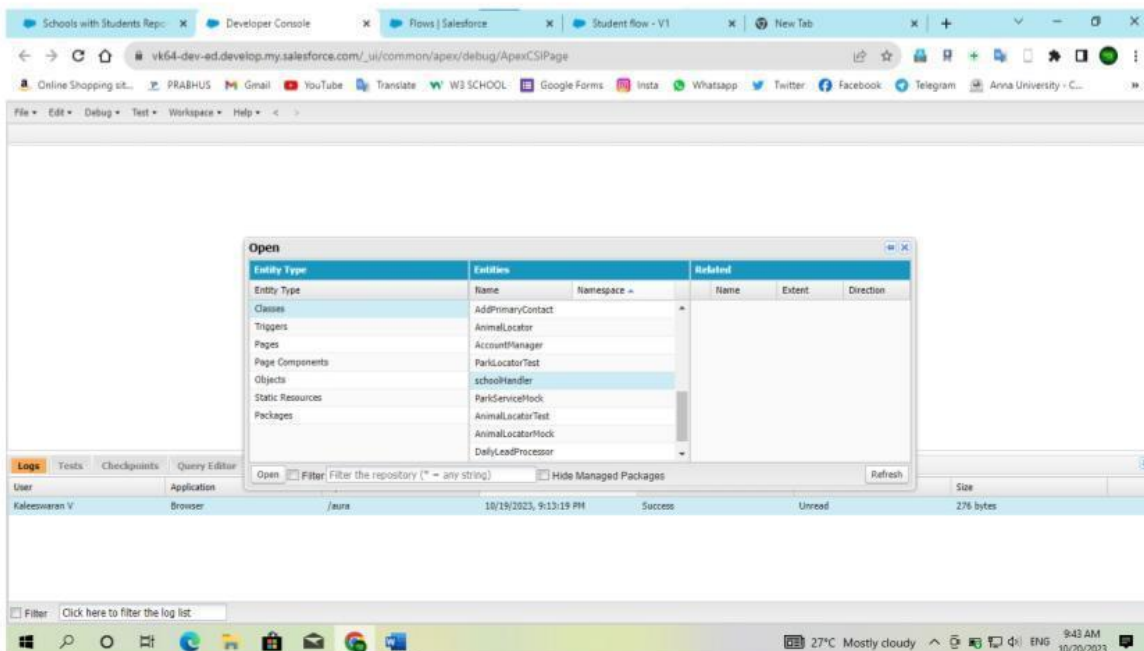 Schools with Students Repo
Developer Console
Flows | Salesforce
Student flow - V1
New Tab
vk64-dev-ed.develop.my.salesforce.com/_ui/common/apex/debug/ApexCSIPage
Online Shopping sit...
PRABHUS
Gmail
YouTube
Translate
W3 SCHOOL
Google Forms
Insta
Whatsapp
Twitter
Facebook
Telegram
Anna University - C...
File Edit Debug Test Workspace Help < >
Open
Entity Type Entities Related
Entity Type Name Namespace Name Extent Direction
Classes AddPrimaryContact
Triggers AnimalLocator
Pages AccountManager
Page Components ParkLocatorTest
Objects schoolHandler
Static Resources ParkServiceMock
Packages AnimalLocatorTest
AnimalLocatorMock
DailyLeadProcessor
Open Filter Filter the repository (* = any string) Hide Managed Packages Refresh
Logs Tests Checkpoints Query Editor
User Application Size
Kaleeswaran V Browser /aura 10/19/2023, 9:13:19 PM Success Unread 276 bytes
Filter Click here to filter the log list
27°C Mostly cloudy ENG 9:43 AM
10/20/2023